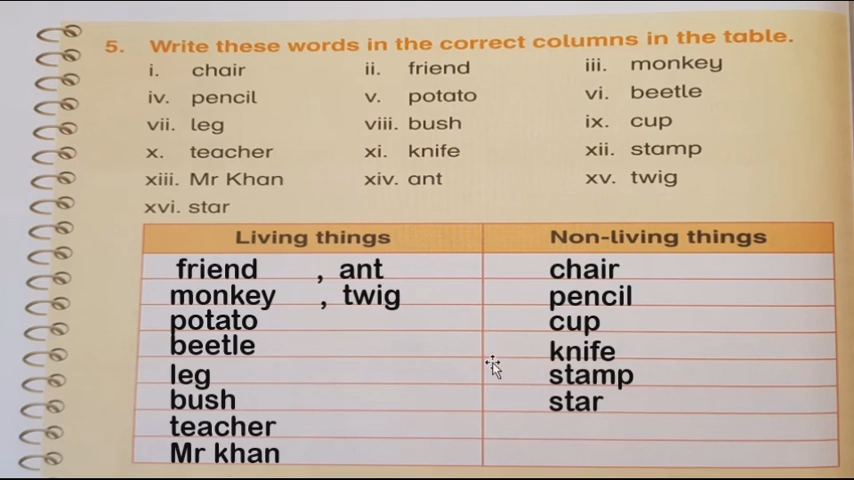 5. Write these words in the correct columns in the table.
i. chair ii. friend iii. monkey
iv. pencil v. potato vi. beetle
vii. leg viii. bush ix. cup
x. teacher xi. knife xii. stamp
xiii. Mr Khan xiv. ant xv. twig
xvi. star
Living things Non-living things
friend , ant chair
monkey , twig pencil
potato cup
beetle knife
leg stamp
bush star
teacher
Mr khan